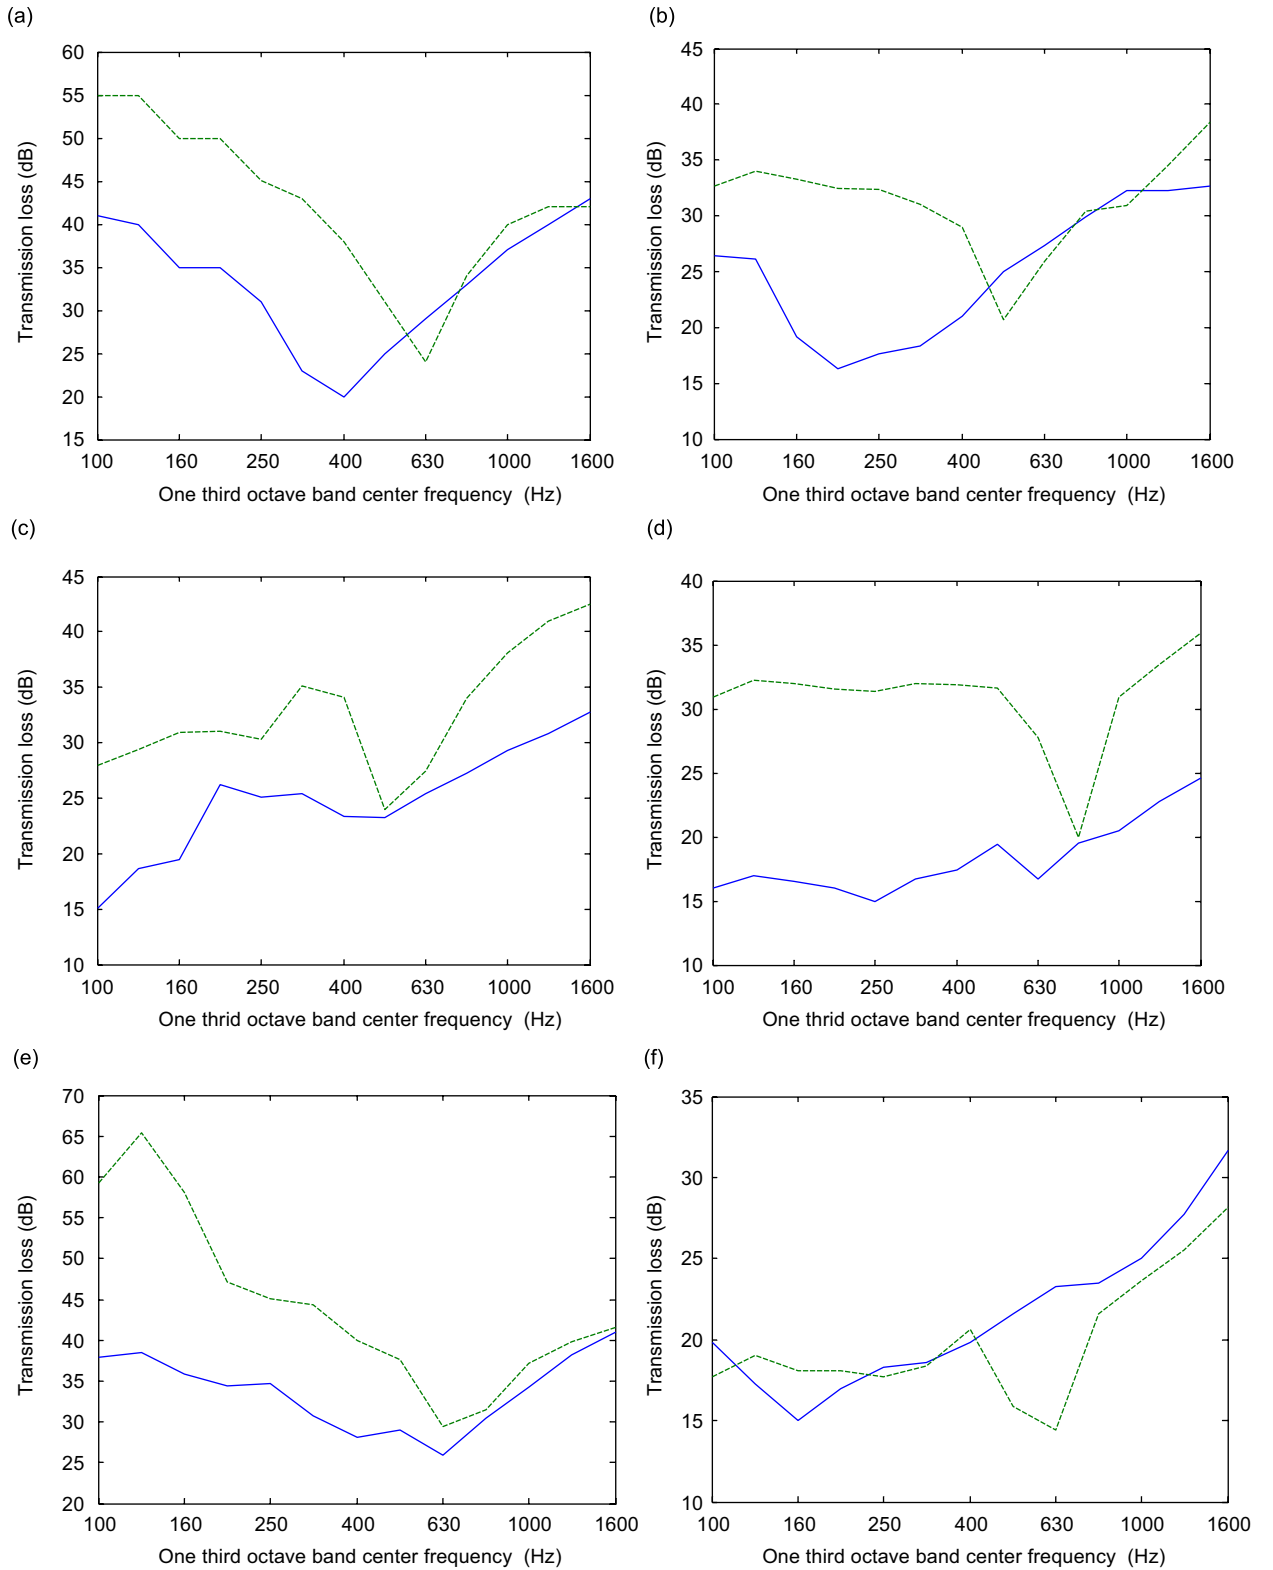 (a)
60
55
50
45
40
35
30
25
20
15
Transmission loss (dB)
100 160 250 400 630 1000 1600
One third octave band center frequency (Hz)
(b)
45
40
35
30
25
20
15
10
Transmission loss (dB)
100 160 250 400 630 1000 1600
One third octave band center frequency (Hz)
(c)
45
40
35
30
25
20
15
10
Transmission loss (dB)
100 160 250 400 630 1000 1600
One thrid octave band center frequency (Hz)
(d)
40
35
30
25
20
15
10
Transmission loss (dB)
100 160 250 400 630 1000 1600
One thrid octave band center frequency (Hz)
(e)
70
65
60
55
50
45
40
35
30
25
20
Transmission loss (dB)
100 160 250 400 630 1000 1600
One third octave band center frequency (Hz)
(f)
35
30
25
20
15
10
Transmission loss (dB)
100 160 250 400 630 1000 1600
One third octave band center frequency (Hz)